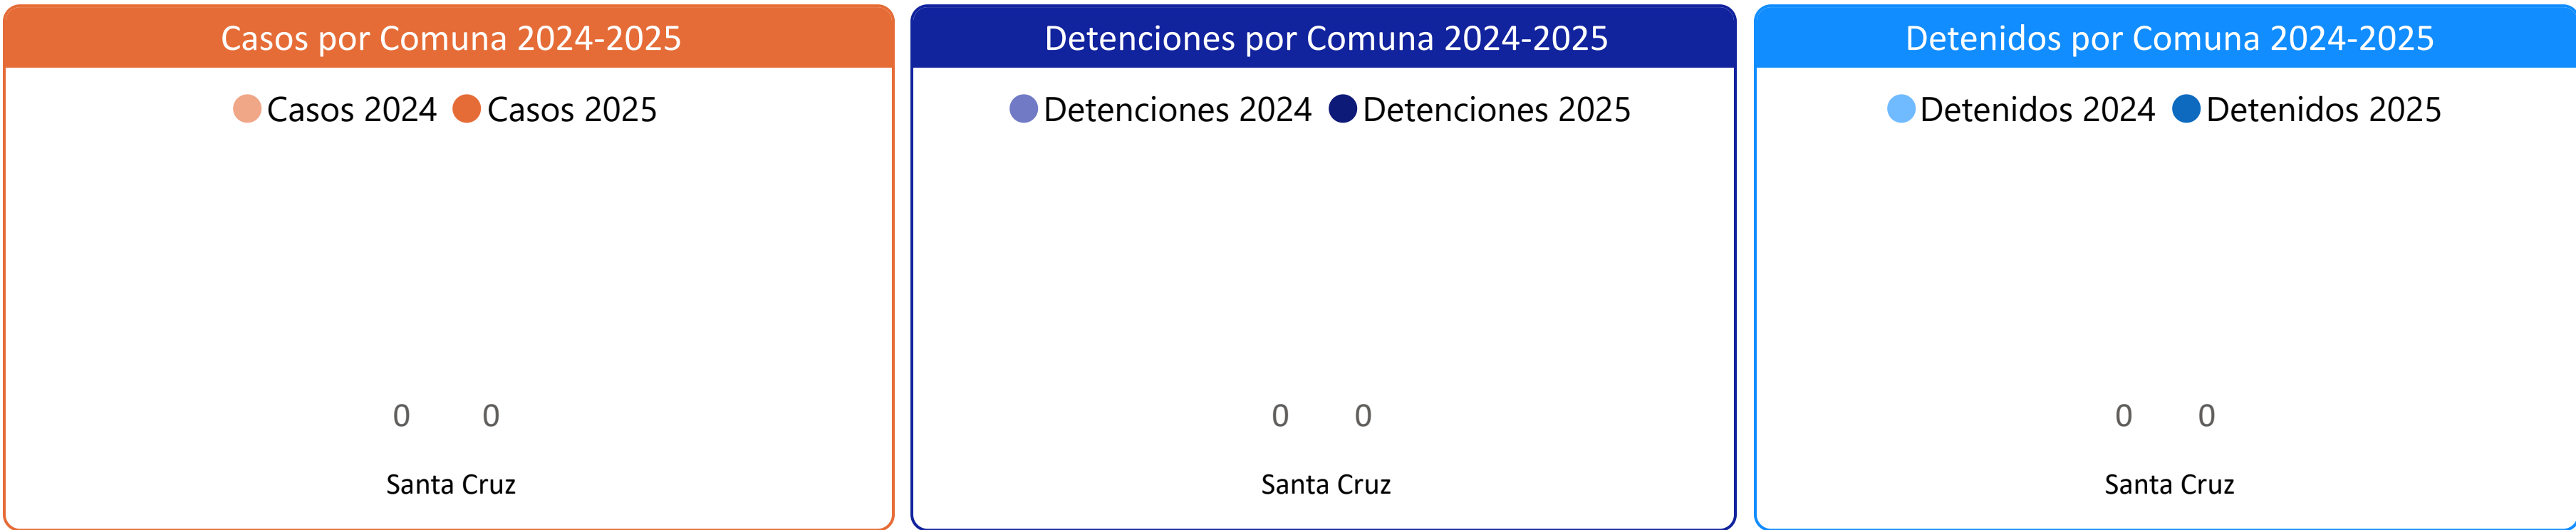 Casos por Comuna 2024-2025
Casos 2024 Casos 2025
0 0
Santa Cruz
Detenciones por Comuna 2024-2025
Detenciones 2024 Detenciones 2025
0 0
Santa Cruz
Detenidos por Comuna 2024-2025
Detenidos 2024 Detenidos 2025
0 0
Santa Cruz